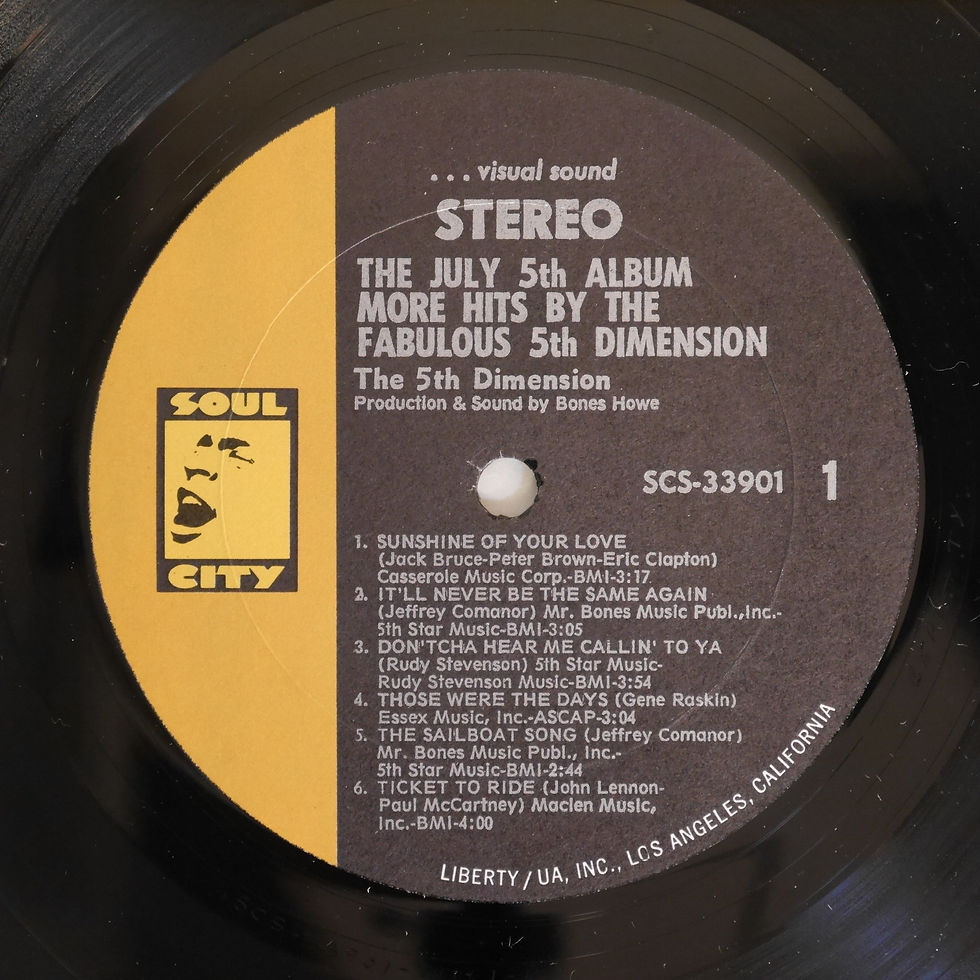 ...visual sound
STEREO
THE JULY 5th ALBUM
MORE HITS BY THE
FABULOUS 5th DIMENSION
The 5th Dimension
Production & Sound by Bones Howe
SOUL
CITY
SCS-33901 1
1. SUNSHINE OF YOUR LOVE
(Jack Bruce-Peter Brown-Eric Clapton)
Casserole Music Corp.-BMI-3:17
2. IT'LL NEVER BE THE SAME AGAIN
(Jeffrey Comanor) Mr. Bones Music Publ.,Inc.-
5th Star Music-BMI-3:05
3. DON'TCHA HEAR ME CALLIN' TO YA
(Rudy Stevenson) 5th Star Music-
Rudy Stevenson Music-BMI-3:54
4. THOSE WERE THE DAYS (Gene Raskin)
Essex Music, Inc.-ASCAP-3:04
5. THE SAILBOAT SONG (Jeffrey Comanor)
Mr. Bones Music Publ., Inc.-
5th Star Music-BMI-2:44
6. TICKET TO RIDE (John Lennon-
Paul McCartney) Maclen Music,
Inc.-BMI-4:00
LIBERTY/UA, INC., LOS ANGELES, CALIFORNIA